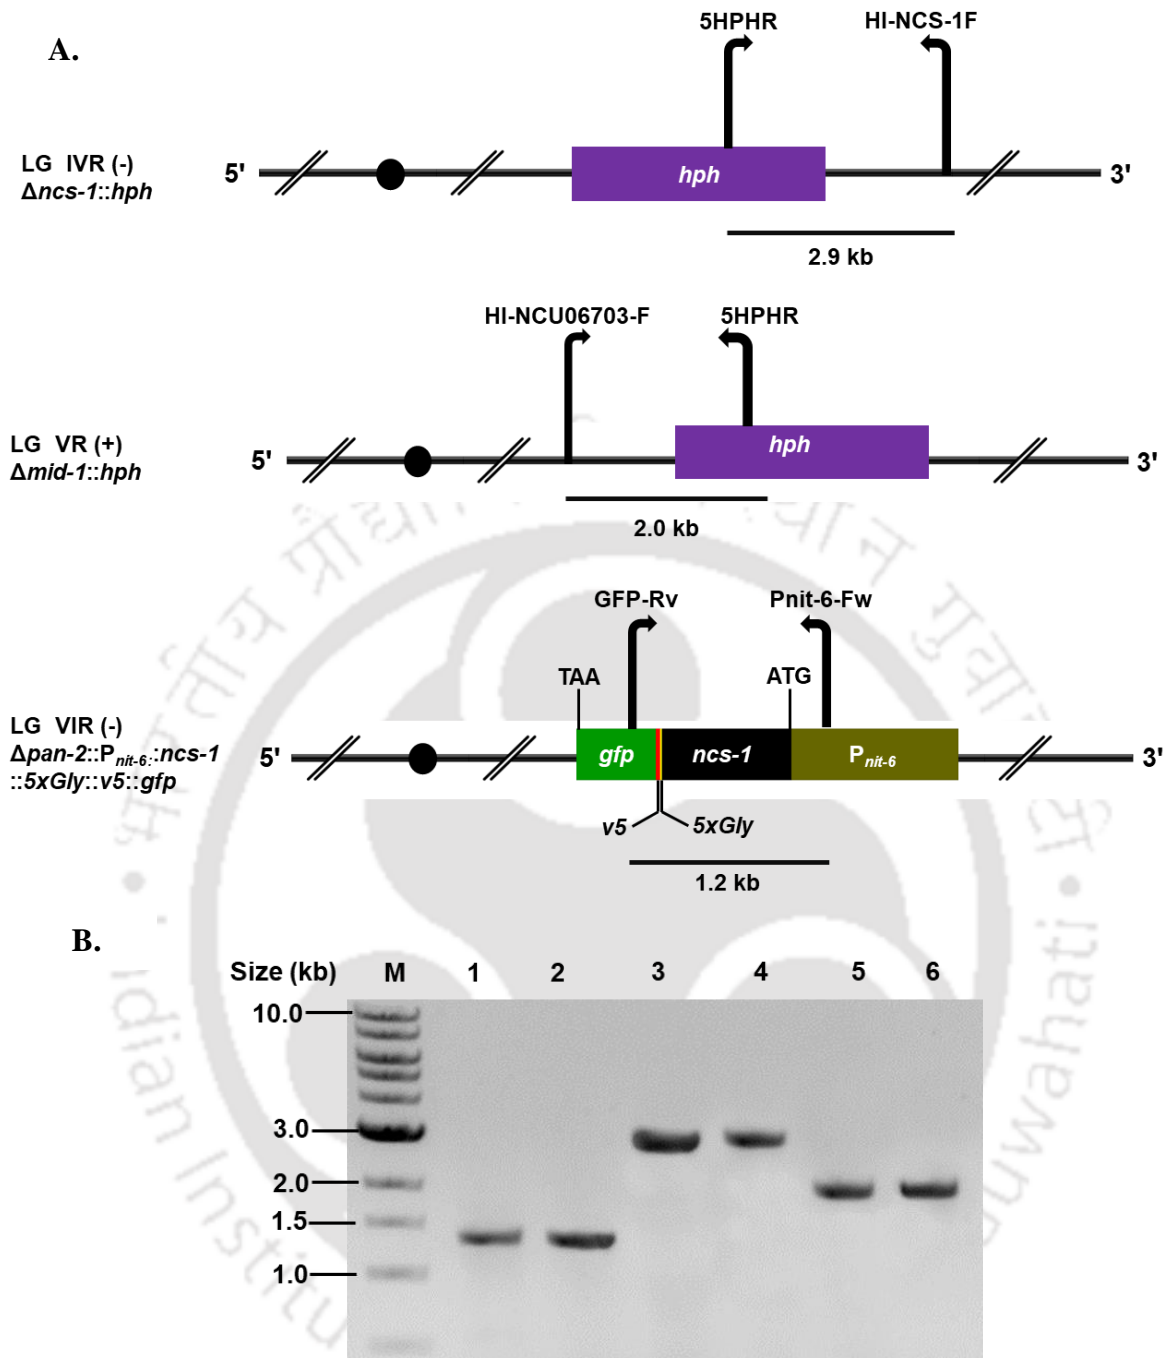 A.
5HPHR HI-NCS-1F
LG IVR (-)
Δncs-1::hph
5' hph 3'
2.9 kb
HI-NCU06703-F 5HPHR
LG VR (+)
Δmid-1::hph
5' hph 3'
2.0 kb
GFP-Rv Pnit-6-Fw
TAA ATG
LG VIR (-)
Δpan-2::Pnit-6::ncs-1
::5xGly::v5::gfp
5' gfp ncs-1 Pnit-6 3'
v5 5xGly
1.2 kb
B.
Size (kb) M 1 2 3 4 5 6
10.0
3.0
2.0
1.5
1.0
Indian Institu
uwahati